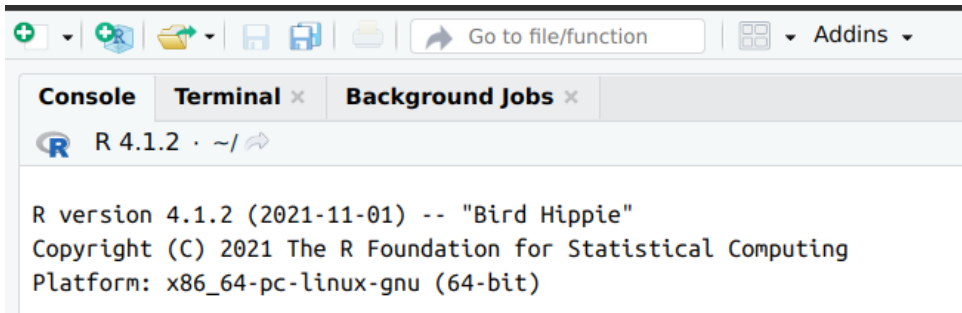 Go to file/function Addins
Console Terminal × Background Jobs ×
R R 4.1.2 · ~/
R version 4.1.2 (2021-11-01) -- "Bird Hippie"
Copyright (C) 2021 The R Foundation for Statistical Computing
Platform: x86_64-pc-linux-gnu (64-bit)